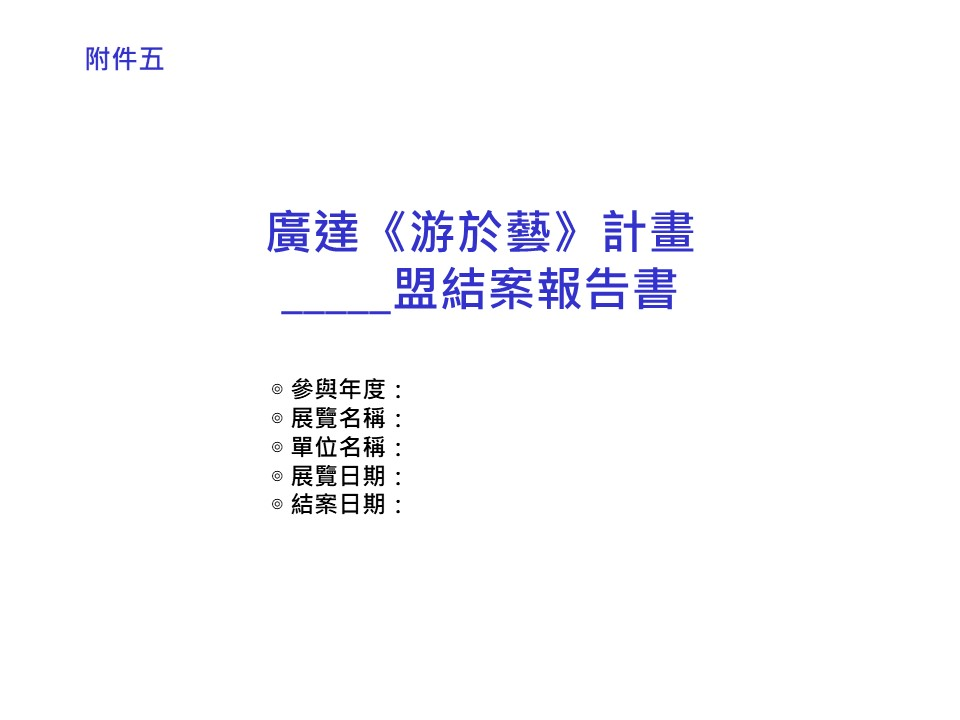 附件五
廣達《游於藝》計畫
_____盟結案報告書
◎ 參與年度：
◎ 展覽名稱：
◎ 單位名稱：
◎ 展覽日期：
◎ 結案日期：